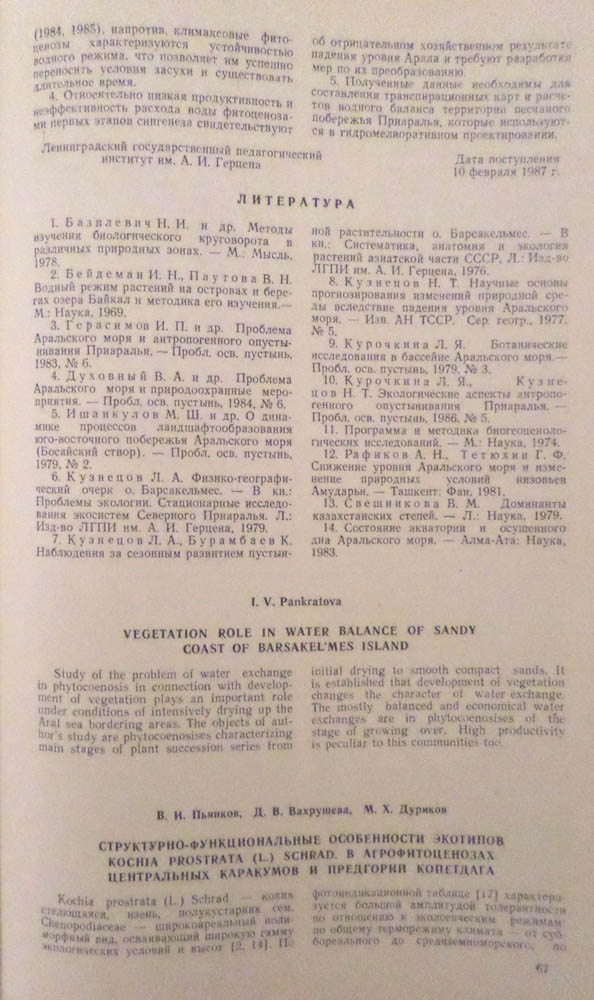 (1984, 1985), напротив, климаксовые фито-
ценозы характеризуются устойчивостью
водного режима, что позволяет им успешно
переносить условия засухи и существовать
длительное время.
4. Относительно низкая продуктивность и
неэффективность расхода воды фитоценоза-
ми первых этапов сингенеза свидетельствуют
об отрицательном хозяйственном результате
падения уровня Арала и требуют разработки
мер по их преобразованию.
5. Полученные данные необходимы для
составления транспирационных карт и расче-
тов водного баланса территории песчаного
побережья Приаралья, которые используют-
ся в гидромелиоративном проектировании.
Ленинградский государственный педагогический
институт им. А. И. Герцена
Дата поступления
10 февраля 1987 г.
ЛИТЕРАТУРА
1. Базилевич Н. И. и др. Методы
изучения биологического круговорота в
различных природных зонах. — М.: Мысль,
1978.
2. Бейдеман И. Н., Паутова В. Н.
Водный режим растений на островах и бере-
гах озера Байкал и методика его изучения.—
М.: Наука, 1969.
3. Герасимов И. П. и др. Проблема
Аральского моря и антропогенного опусты-
нивания Приаралья. — Пробл. осв. пустынь,
1983, № 6.
4. Духовный В. А. и др. Проблема
Аральского моря и природоохранные меро-
приятия. — Пробл. осв. пустынь, 1984, № 6.
5. Ишанкулов М. Ш. и др. О дина-
мике процессов ландшафтообразования
юго-восточного побережья Аральского моря
(Босайский створ). — Пробл. осв. пустынь,
1979, № 2.
6. Кузнецов Л. А. Физико-географи-
ческий очерк о. Барсакельмес. — В кн.:
Проблемы экологии. Стационарные исследо-
вания экосистем Северного Приаралья. Л.:
Изд-во ЛГПИ им. А. И. Герцена, 1979.
7. Кузнецов Л. А., Бурамбаев К.
Наблюдения за сезонным развитием пустын-
ной растительности о. Барсакельмес. — В
кн.: Систематика, анатомия и экология
растений азиатской части СССР. Л.: Изд-во
ЛГПИ им. А. И. Герцена, 1976.
8. Кузнецов Н. Т. Научные основы
прогнозирования изменений природной сре-
ды вследствие падения уровня Аральского
моря. — Изв. АН ТССР. Сер. геогр., 1977.
№ 5.
9. Курочкина Л. Я. Ботанические
исследования в бассейне Аральского моря.—
Пробл. осв. пустынь, 1979, № 3.
10. Курочкина Л. Я., Кузне-
цов Н. Т. Экологические аспекты антропо-
генного опустынивания Приаралья. —
Пробл. осв. пустынь, 1986, № 5.
11. Программа и методика биогеоценоло-
гических исследований. — М.: Наука, 1974.
12. Рафиков А. Н., Тетюхин Г. Ф.
Снижение уровня Аральского моря и изме-
нение природных условий низовьев
Амударьи. — Ташкент: Фан, 1981.
13. Свешникова В. М. Доминанты
казахстанских степей. — Л.: Наука, 1979.
14. Состояние акватории и осушенного
дна Аральского моря. — Алма-Ата: Наука,
1983.
I. V. Pankratova
VEGETATION ROLE IN WATER BALANCE OF SANDY
COAST OF BARSAKEL'MES ISLAND
Study of the problem of water exchange
in phytocoenosis in connection with develop-
ment of vegetation plays an important role
under conditions of intensively drying up the
Aral sea bordering areas. The objects of aut-
hor's study are phytocoenosises characterizing
main stages of plant succession series from
initial drying to smooth compact sands. It
is established that development of vegetation
changes the character of water exchange.
The mostly balanced and economical water
exchanges are in phytocoenosises of the
stage of growing over. High productivity
is peculiar to this communities too.
В. И. Пьянков, Д. В. Вахрушева, М. Х. Дуриков
СТРУКТУРНО-ФУНКЦИОНАЛЬНЫЕ ОСОБЕННОСТИ ЭКОТИПОВ
KOCHIA PROSTRATA (L.) SCHRAD. В АГРОФИТОЦЕНОЗАХ
ЦЕНТРАЛЬНЫХ КАРАКУМОВ И ПРЕДГОРИЙ КОПЕТДАГА
Kochia prostrata (L.) Schrad — кохия
стелющаяся, изень, полукустарник сем.
Chenopodiaceae — широкоареальный поли-
морфный вид, осваивающий широкую гамму
экологических условий и высот [2, 14]. По
фитоиндикационной таблице [17] характери-
зуется большой амплитудой толерантности
по отношению к экологическим режимам:
по общему терморежиму климата — от суб-
бореального до средиземноморского, по
67